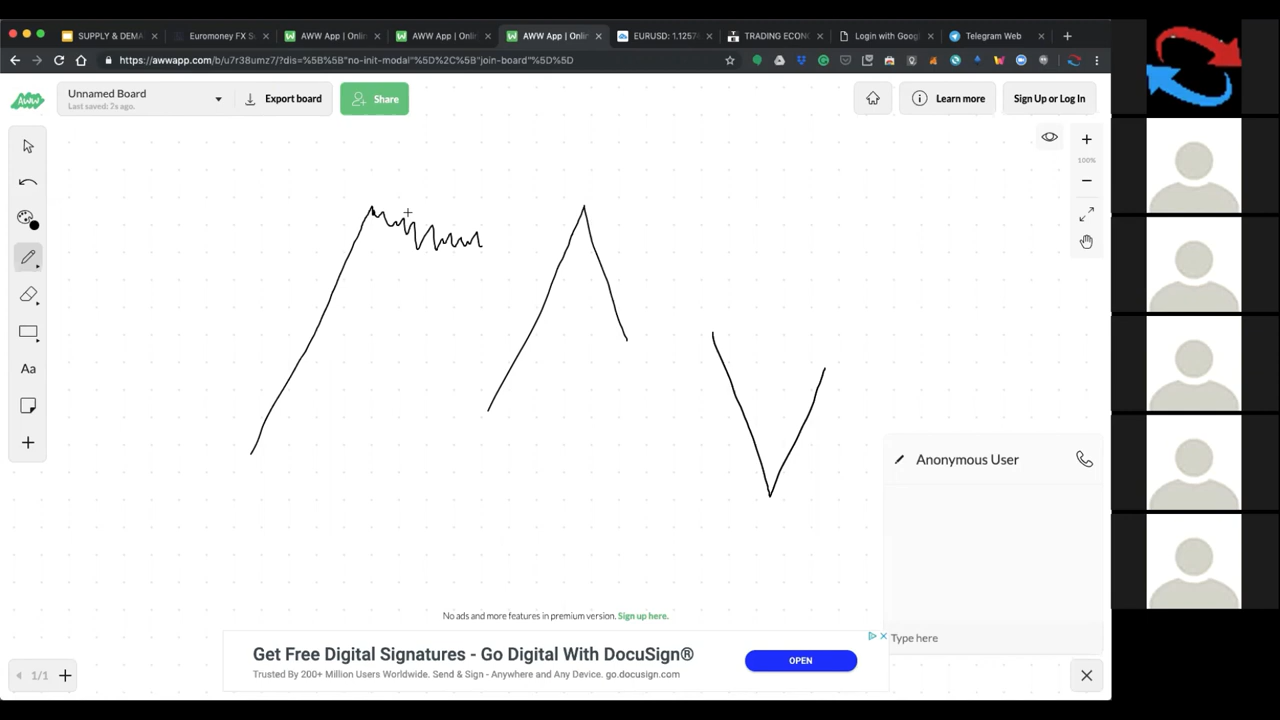 SUPPLY & DEMA
Euromoney FX S
AWW App | Onli
AWW App | Onli
AWW App | Onli
EURUSD: 1.1257
TRADING ECON
Login with Goog
Telegram Web
https://awwapp.com/b/u7r38umz7/?dis=%5B%5B"no-init-modal"%5D%2C%5B"join-board"%5D%5D
AWW
Unnamed Board
Last saved: 7s ago.
Export board
Share
Learn more
Sign Up or Log In
100%
Aa
Anonymous User
No ads and more features in premium version. Sign up here.
Get Free Digital Signatures - Go Digital With DocuSign®
Trusted By 200+ Million Users Worldwide. Send & Sign - Anywhere and Any Device. go.docusign.com
OPEN
Type here
1/1